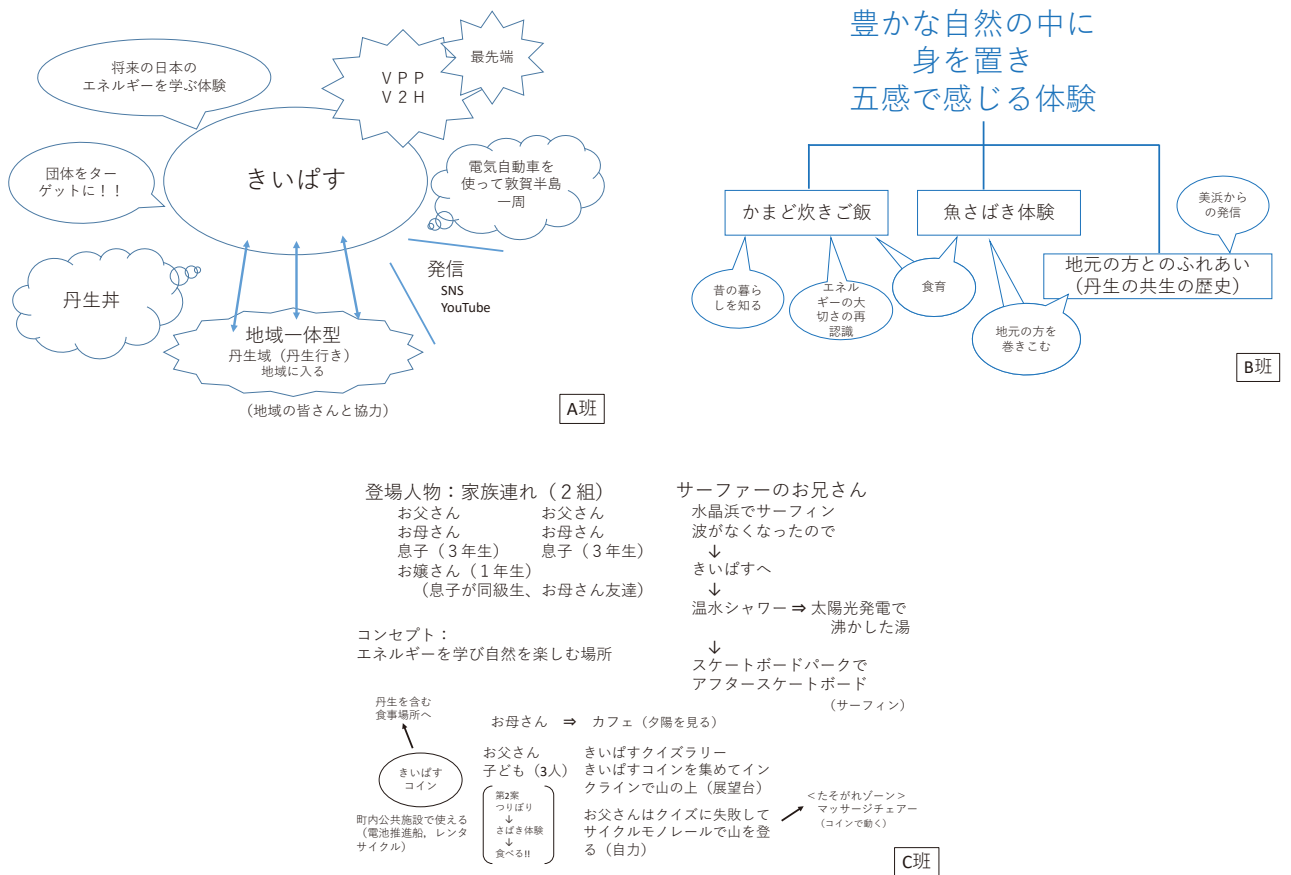 将来の日本の
エネルギーを学ぶ体験
ＶＰＰ
Ｖ２Ｈ
最先端
団体をター
ゲットに！！
きいぱす
電気自動車を
使って敦賀半島
一周
丹生丼
発信
SNS
YouTube
地域一体型
丹生域（丹生行き）
地域に入る
（地域の皆さんと協力）
A班
豊かな自然の中に
身を置き
五感で感じる体験
かまど炊きご飯
魚さばき体験
美浜から
の発信
地元の方とのふれあい
（丹生の共生の歴史）
昔の暮ら
しを知る
エネル
ギーの大
切さの再
認識
食育
地元の方を
巻きこむ
B班
登場人物：家族連れ（２組）
お父さん　お父さん
お母さん　お母さん
息子（３年生）　息子（３年生）
お嬢さん（１年生）
（息子が同級生、お母さん友達）
コンセプト：
エネルギーを学び自然を楽しむ場所
サーファーのお兄さん
水晶浜でサーフィン
波がなくなったので
↓
きいぱすへ
↓
温水シャワー ⇒ 太陽光発電で
沸かした湯
↓
スケートボードパークで
アフタースケートボード
（サーフィン）
丹生を含む
食事場所へ
きいぱす
コイン
町内公共施設で使える
（電池推進船，レンタ
サイクル）
お母さん　⇒　カフェ（夕陽を見る）
お父さん
子ども（3人）
第2案
つりぼり
↓
さばき体験
↓
食べる!!
きいぱすクイズラリー
きいぱすコインを集めてイン
クラインで山の上（展望台）
お父さんはクイズに失敗して
サイクルモノレールで山を登
る（自力）
＜たそがれゾーン＞
マッサージチェアー
（コインで動く）
C班